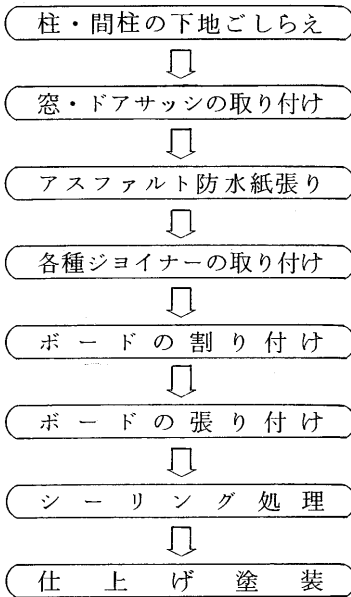 柱・間柱の下地ごしらえ
窓・ドアサッシの取り付け
アスファルト防水紙張り
各種ジョイナーの取り付け
ボードの割り付け
ボードの張り付け
シーリング処理
仕上げ塗装